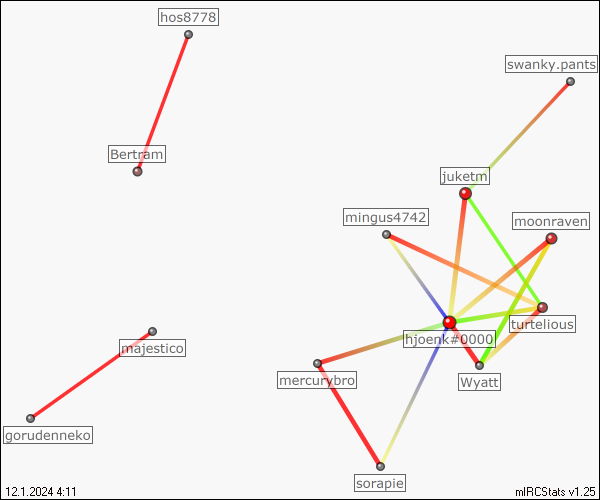 hos8778
swanky.pants
Bertram
juketm
mingus4742
moonraven
turtelious
hjoenk#0000
majestico
mercurybro
Wyatt
gorudenneko
sorapie
12.1.2024 4:11
mIRCStats v1.25